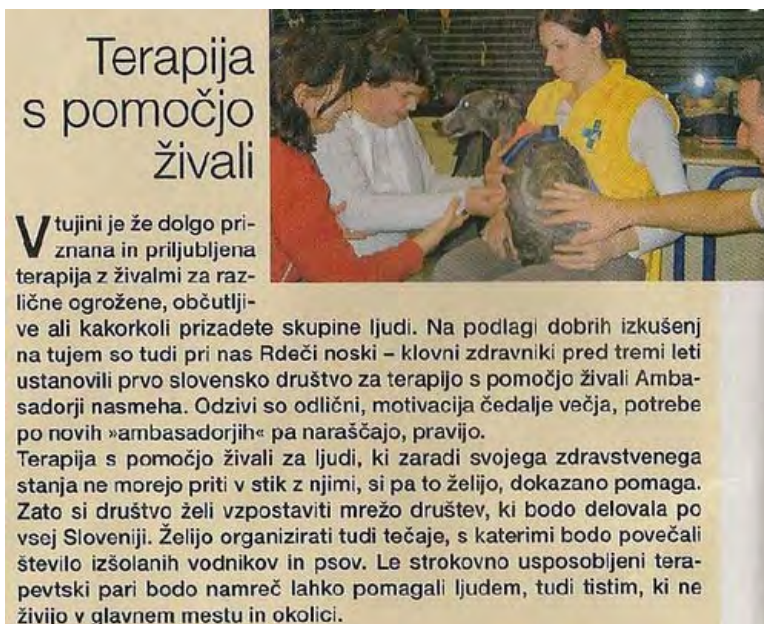 Terapija
s pomočjo
živali
V tujini je že dolgo pri-
znana in priljubljena
terapija z živalmi za raz-
lične ogrožene, občutlji-
ve ali kakorkoli prizadete skupine ljudi. Na podlagi dobrih izkušenj
na tujem so tudi pri nas Rdeči noski – klovni zdravniki pred tremi leti
ustanovili prvo slovensko društvo za terapijo s pomočjo živali Amba-
sadorji nasmeha. Odzivi so odlični, motivacija čedalje večja, potrebe
po novih »ambasadorjih« pa naraščajo, pravijo.
Terapija s pomočjo živali za ljudi, ki zaradi svojega zdravstvenega
stanja ne morejo priti v stik z njimi, si pa to želijo, dokazano pomaga.
Zato si društvo želi vzpostaviti mrežo društev, ki bodo delovala po
vsej Sloveniji. Želijo organizirati tudi tečaje, s katerimi bodo povečali
število izšolanih vodnikov in psov. Le strokovno usposobljeni tera-
pevtski pari bodo namreč lahko pomagali ljudem, tudi tistim, ki ne
živijo v glavnem mestu in okolici.